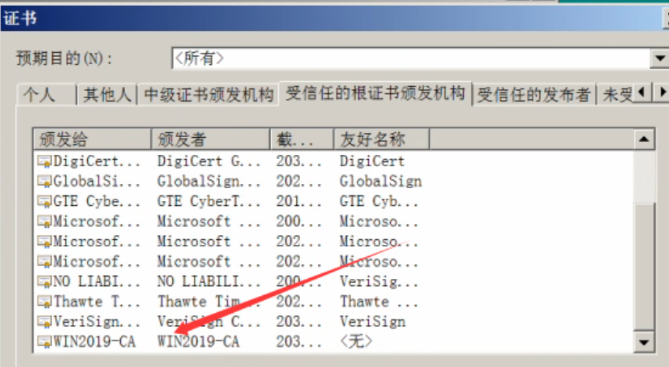 证书
预期目的(N): <所有>
个人 其他人 中级证书颁发机构 受信任的根证书颁发机构 受信任的发布者 未受
颁发给 颁发者 截... 友好名称
DigiCert... DigiCert G... 203... DigiCert
GlobalSi... GlobalSign... 202... GlobalSign
GTE Cybe... GTE CyberT... 201... GTE Cyb...
Microsof... Microsoft ... 200... Microso...
Microsof... Microsoft ... 202... Microso...
Microsof... Microsoft ... 202... Microso...
NO LIABI... NO LIABILI... 200... VeriSig...
Thawte T... Thawte Tim... 202... Thawte ...
VeriSign... VeriSign C... 203... VeriSign
WIN2019-CA WIN2019-CA 203... <无>